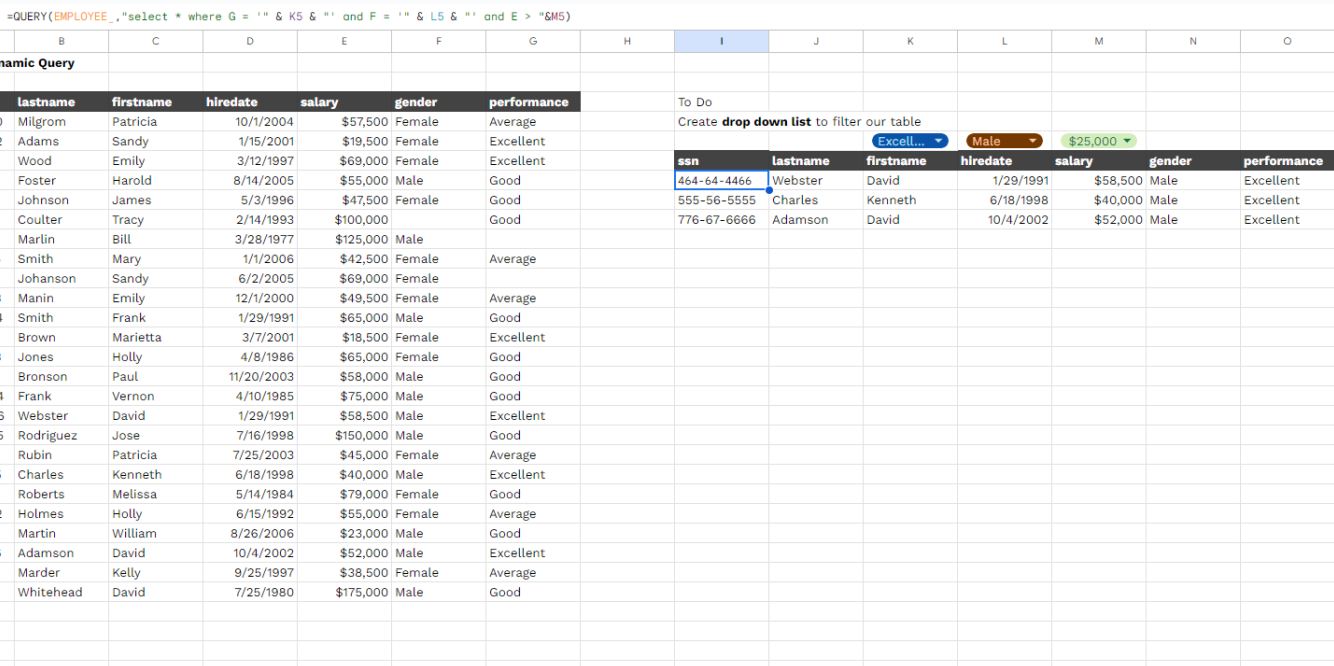 =QUERY(EMPLOYEE_,"select * where G = '" & K5 & "' and F = '" & L5 & "' and E > "&M5)
B C D E F G H I J K L M N O
namic Query
lastname firstname hiredate salary gender performance To Do
Milgrom Patricia 10/1/2004 $57,500 Female Average Create drop down list to filter our table
Adams Sandy 1/15/2001 $19,500 Female Excellent Excell... Male $25,000
Wood Emily 3/12/1997 $69,000 Female Excellent ssn lastname firstname hiredate salary gender performance
Foster Harold 8/14/2005 $55,000 Male Good 464-64-4466 Webster David 1/29/1991 $58,500 Male Excellent
Johnson James 5/3/1996 $47,500 Female Good 555-56-5555 Charles Kenneth 6/18/1998 $40,000 Male Excellent
Coulter Tracy 2/14/1993 $100,000 Good 776-67-6666 Adamson David 10/4/2002 $52,000 Male Excellent
Marlin Bill 3/28/1977 $125,000 Male
Smith Mary 1/1/2006 $42,500 Female Average
Johanson Sandy 6/2/2005 $69,000 Female
Manin Emily 12/1/2000 $49,500 Female Average
Smith Frank 1/29/1991 $65,000 Male Good
Brown Marietta 3/7/2001 $18,500 Female Excellent
Jones Holly 4/8/1986 $65,000 Female Good
Bronson Paul 11/20/2003 $58,000 Male Good
Frank Vernon 4/10/1985 $75,000 Male Good
Webster David 1/29/1991 $58,500 Male Excellent
Rodriguez Jose 7/16/1998 $150,000 Male Good
Rubin Patricia 7/25/2003 $45,000 Female Average
Charles Kenneth 6/18/1998 $40,000 Male Excellent
Roberts Melissa 5/14/1984 $79,000 Female Good
Holmes Holly 6/15/1992 $55,000 Female Average
Martin William 8/26/2006 $23,000 Male Good
Adamson David 10/4/2002 $52,000 Male Excellent
Marder Kelly 9/25/1997 $38,500 Female Average
Whitehead David 7/25/1980 $175,000 Male Good